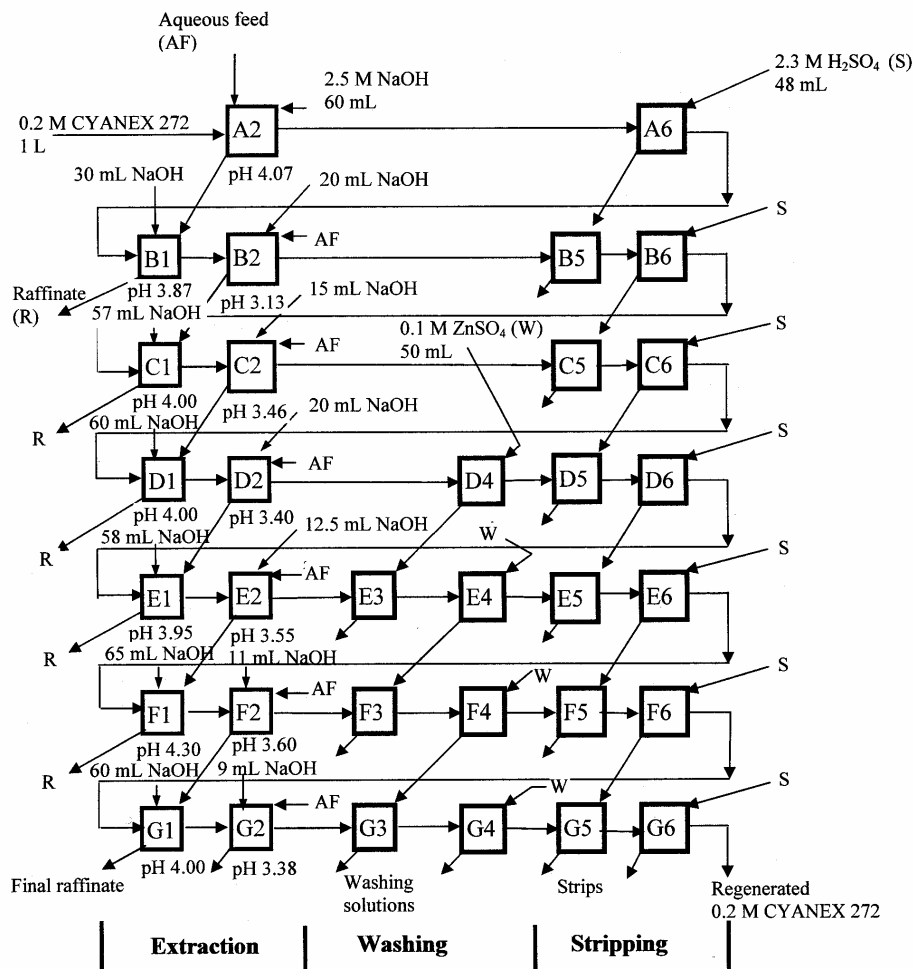 Aqueous feed
(AF)
2.5 M NaOH
60 mL
2.3 M H₂SO₄ (S)
48 mL
0.2 M CYANEX 272
1 L
A2
A6
30 mL NaOH
pH 4.07
20 mL NaOH
S
AF
B1
B2
B5
B6
Raffinate
(R)
pH 3.87
pH 3.13
15 mL NaOH
57 mL NaOH
0.1 M ZnSO₄ (W)
50 mL
S
AF
C1
C2
C5
C6
R
pH 4.00
pH 3.46
60 mL NaOH
20 mL NaOH
S
AF
D1
D2
D4
D5
D6
R
pH 4.00
pH 3.40
58 mL NaOH
12.5 mL NaOH
W
S
AF
E1
E2
E3
E4
E5
E6
R
pH 3.95
pH 3.55
65 mL NaOH
11 mL NaOH
W
S
AF
F1
F2
F3
F4
F5
F6
R
pH 4.30
pH 3.60
60 mL NaOH
9 mL NaOH
W
S
AF
G1
G2
G3
G4
G5
G6
Final raffinate
pH 4.00
pH 3.38
Washing
solutions
Strips
Regenerated
0.2 M CYANEX 272
Extraction
Washing
Stripping